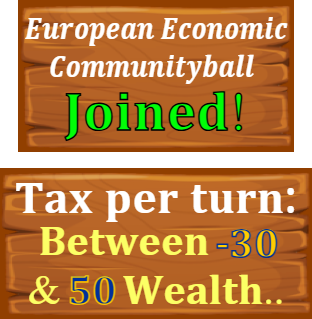 European Economic
Communityball
Joined!
Tax per turn:
Between -30
& 50 Wealth..